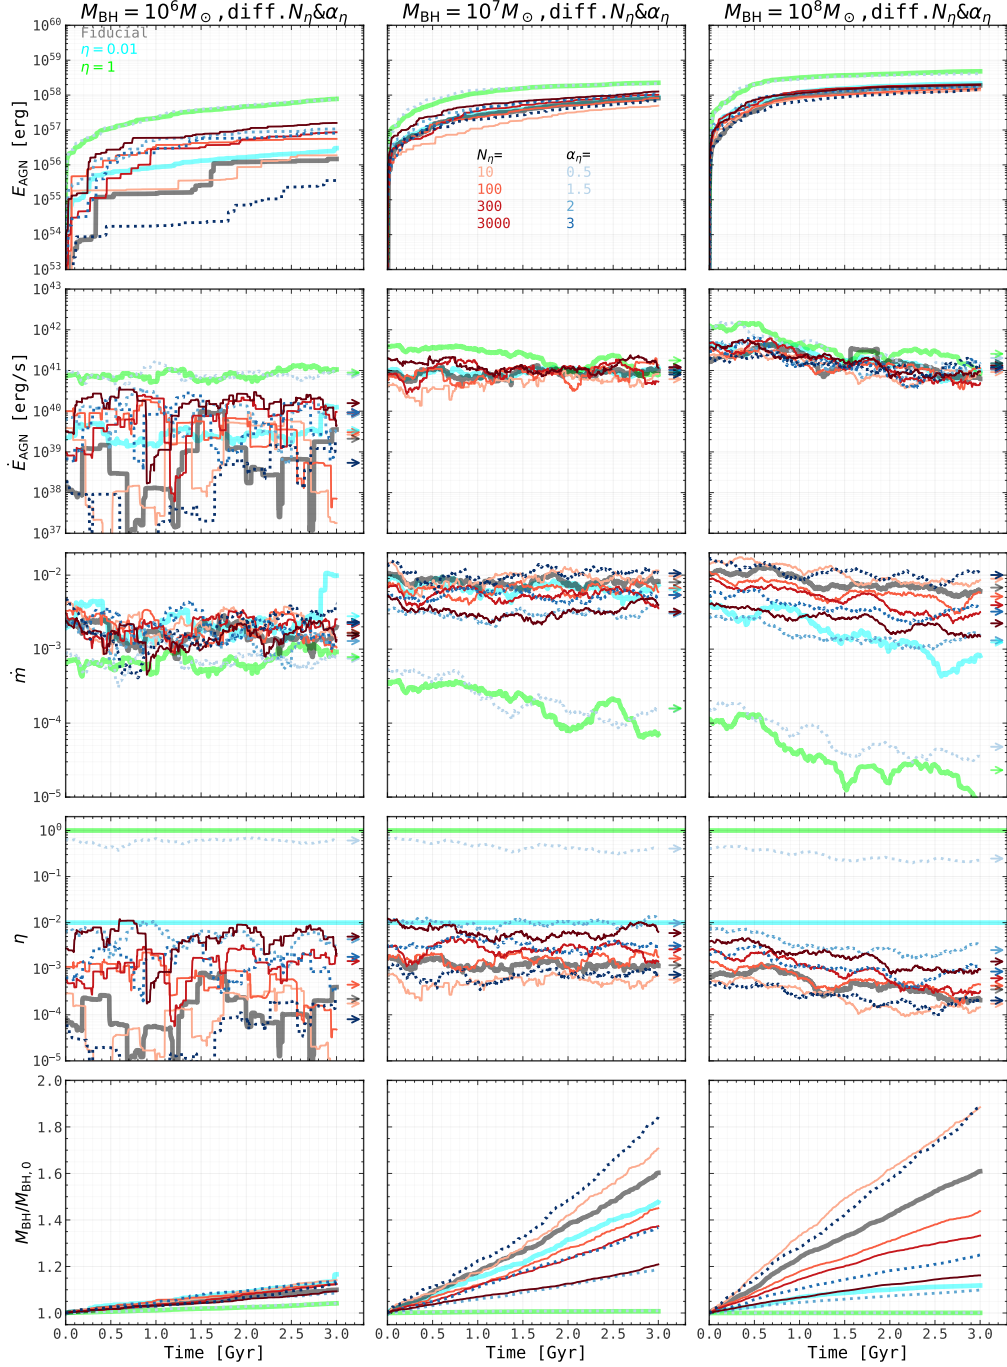 M_BH = 10^6 M_⊙, diff. N_η & α_η
M_BH = 10^7 M_⊙, diff. N_η & α_η
M_BH = 10^8 M_⊙, diff. N_η & α_η
Fiducial
η = 0.01
η = 1
N_η=
α_η=
10
0.5
100
1.5
300
2
3000
3
E_AGN [erg]
10^60
10^59
10^58
10^57
10^56
10^55
10^54
10^53
Ė_AGN [erg/s]
10^43
10^42
10^41
10^40
10^39
10^38
10^37
ṁ
10^-2
10^-3
10^-4
10^-5
η
10^0
10^-1
10^-2
10^-3
10^-4
10^-5
M_BH/M_BH,0
2.0
1.8
1.6
1.4
1.2
1.0
0.0 0.5 1.0 1.5 2.0 2.5 3.0
0.0 0.5 1.0 1.5 2.0 2.5 3.0
0.0 0.5 1.0 1.5 2.0 2.5 3.0
Time [Gyr]
Time [Gyr]
Time [Gyr]